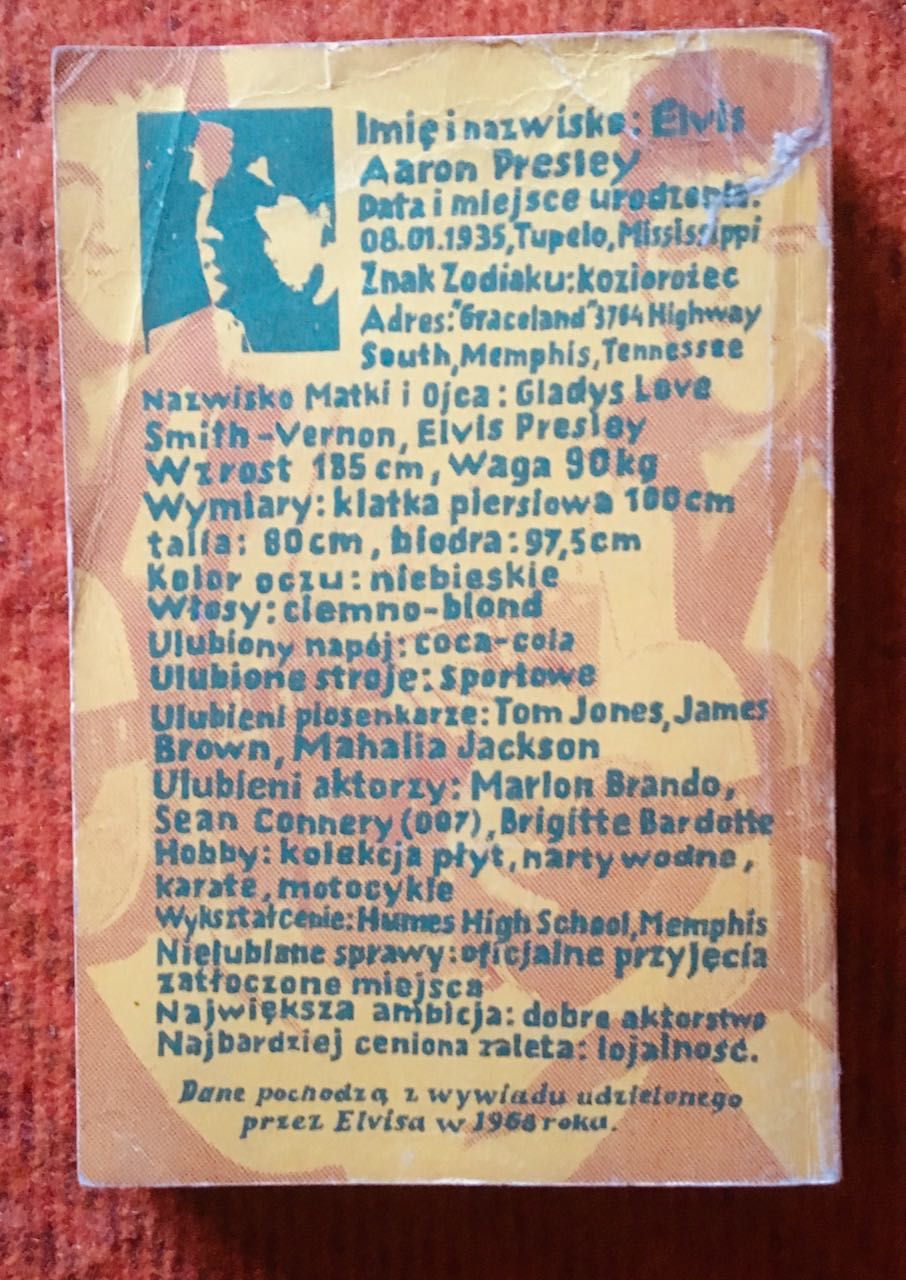 Imię i nazwisko: Elvis
Aaron Presley
Data i miejsce urodzenia:
08.01.1935, Tupelo, Mississippi
Znak Zodiaku: Koziorożec
Adres: "Graceland" 3764 Highway
South, Memphis, Tennessee
Nazwisko Matki i Ojca: Gladys Love
Smith-Vernon, Elvis Presley
Wzrost 185 cm, Waga 90 kg
Wymiary: klatka piersiowa 100 cm
talia: 80 cm, biodra: 97,5 cm
Kolor oczu: niebieskie
Włosy: ciemno-blond
Ulubiony napój: coca-cola
Ulubione stroje: sportowe
Ulubieni piosenkarze: Tom Jones, James
Brown, Mahalia Jackson
Ulubieni aktorzy: Marlon Brando,
Sean Connery (007), Brigitte Bardotte
Hobby: kolekcja płyt, narty wodne,
karate, motocykle
Wykształcenie: Humes High School, Memphis
Nielubiane sprawy: oficjalne przyjęcia
zatłoczone miejsca
Największa ambicja: dobre aktorstwo
Najbardziej ceniona zaleta: lojalność.
Dane pochodzą z wywiadu udzielonego
przez Elvisa w 1968 roku.